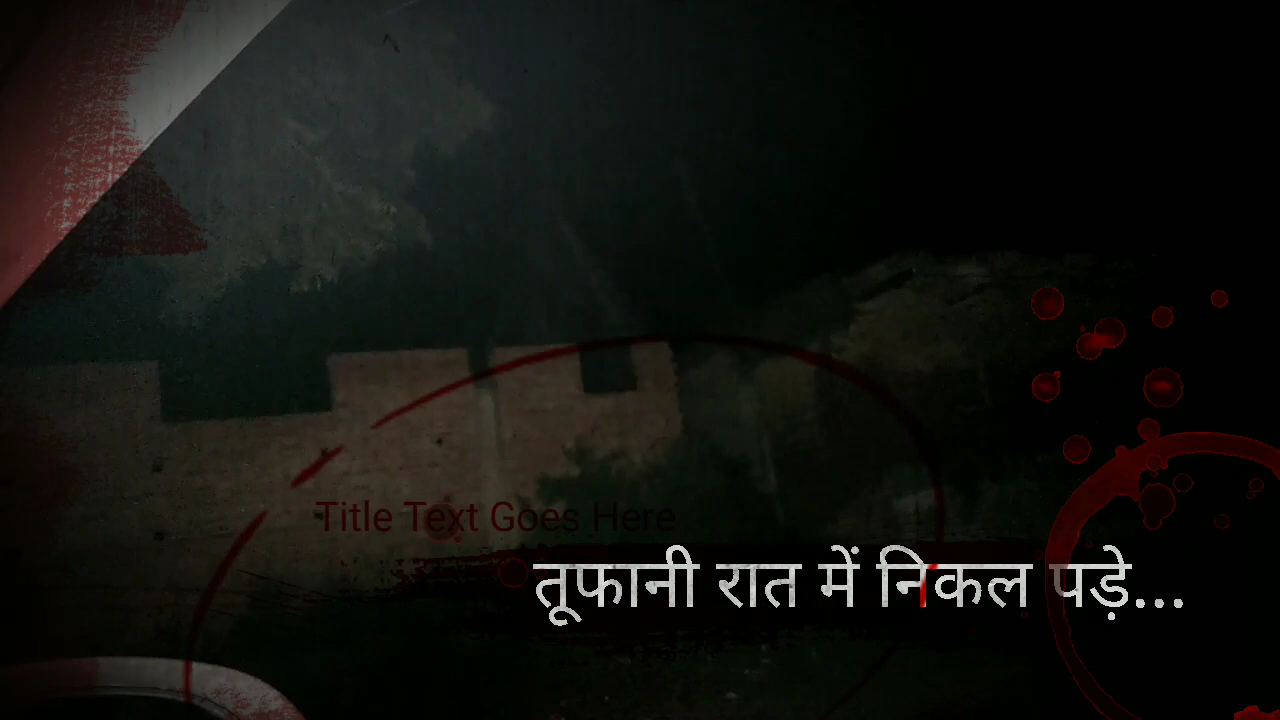 Title Text Goes Here
तूफानी रात में निकल पड़े...